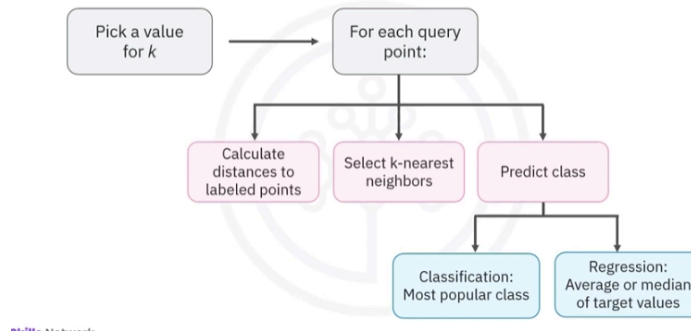 Pick a value
for k
For each query
point:
Calculate
distances to
labeled points
Select k-nearest
neighbors
Predict class
Classification:
Most popular class
Regression:
Average or median
of target values